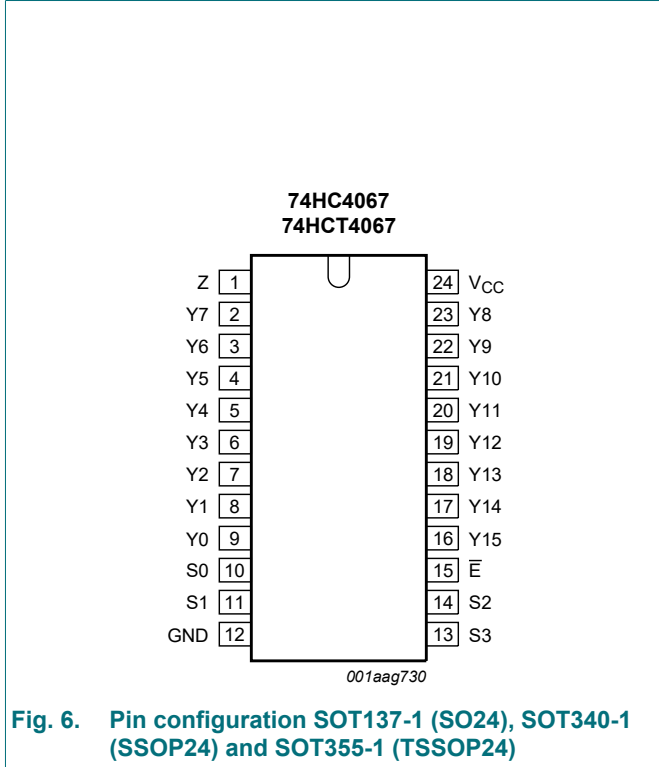 74HC4067
74HCT4067
Z 1 24 VCC
Y7 2 23 Y8
Y6 3 22 Y9
Y5 4 21 Y10
Y4 5 20 Y11
Y3 6 19 Y12
Y2 7 18 Y13
Y1 8 17 Y14
Y0 9 16 Y15
S0 10 15 E̅
S1 11 14 S2
GND 12 13 S3
001aag730
Fig. 6. Pin configuration SOT137-1 (SO24), SOT340-1
(SSOP24) and SOT355-1 (TSSOP24)